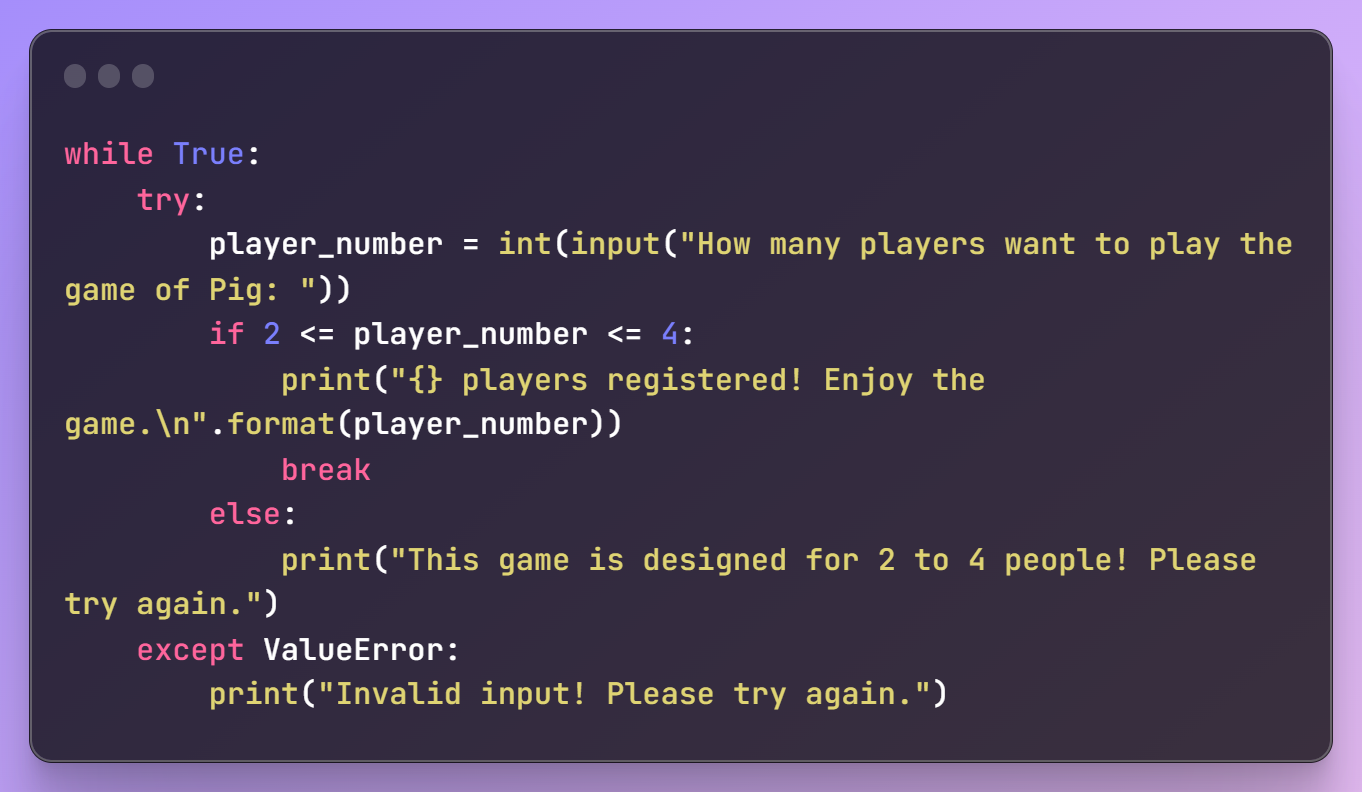 while True:
    try:
        player_number = int(input("How many players want to play the
game of Pig: "))
        if 2 <= player_number <= 4:
            print("{} players registered! Enjoy the
game.\n".format(player_number))
            break
        else:
            print("This game is designed for 2 to 4 people! Please
try again.")
    except ValueError:
        print("Invalid input! Please try again.")